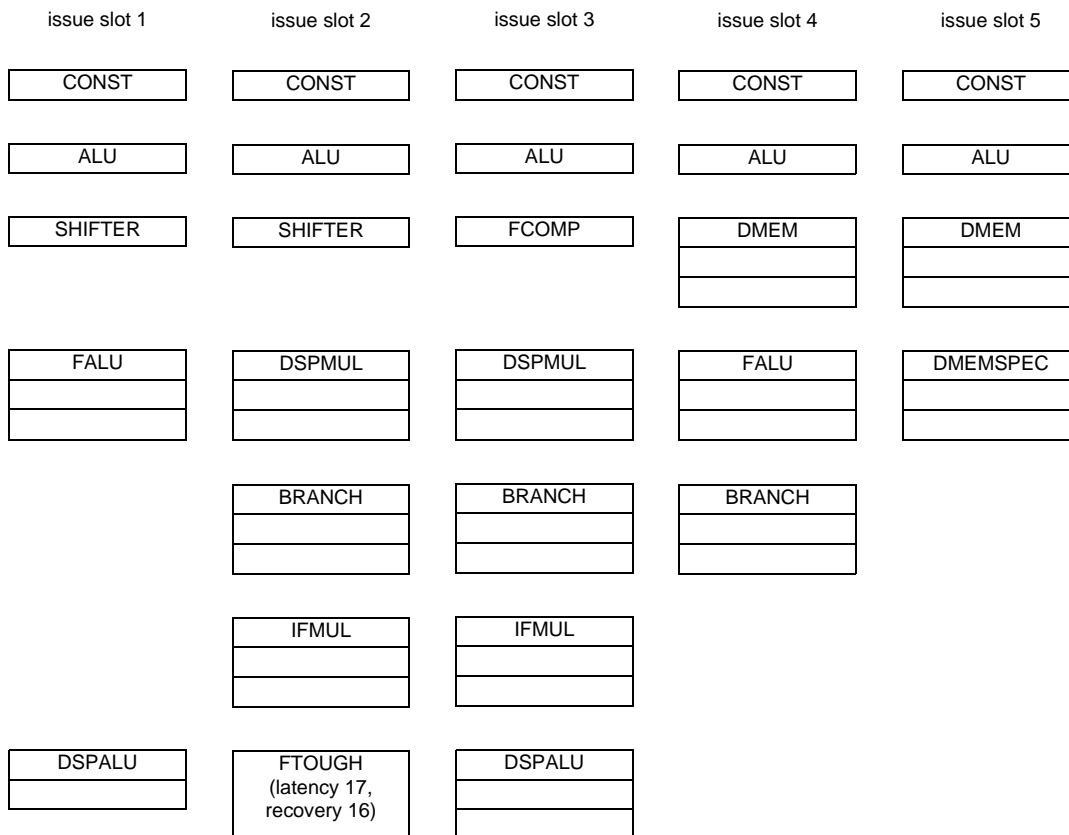 issue slot 1 issue slot 2 issue slot 3 issue slot 4 issue slot 5
CONST CONST CONST CONST CONST
ALU ALU ALU ALU ALU
SHIFTER SHIFTER FCOMP DMEM DMEM
FALU DSPMUL DSPMUL FALU DMEMSPEC
BRANCH BRANCH BRANCH
IFMUL IFMUL
DSPALU FTOUGH DSPALU
(latency 17,
recovery 16)